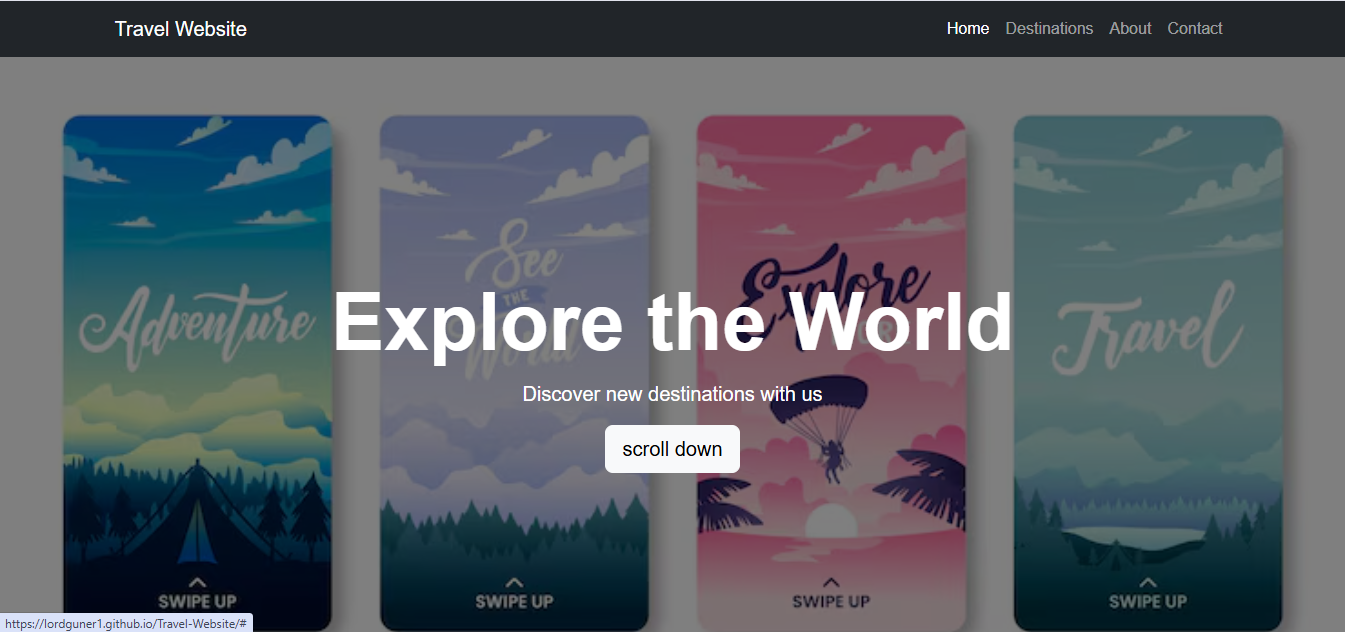 Travel Website
Home Destinations About Contact
Adventure
See
THE
World
Explore
Travel
Explore the World
Discover new destinations with us
scroll down
SWIPE UP
SWIPE UP
SWIPE UP
SWIPE UP
https://lordguner1.github.io/Travel-Website/#